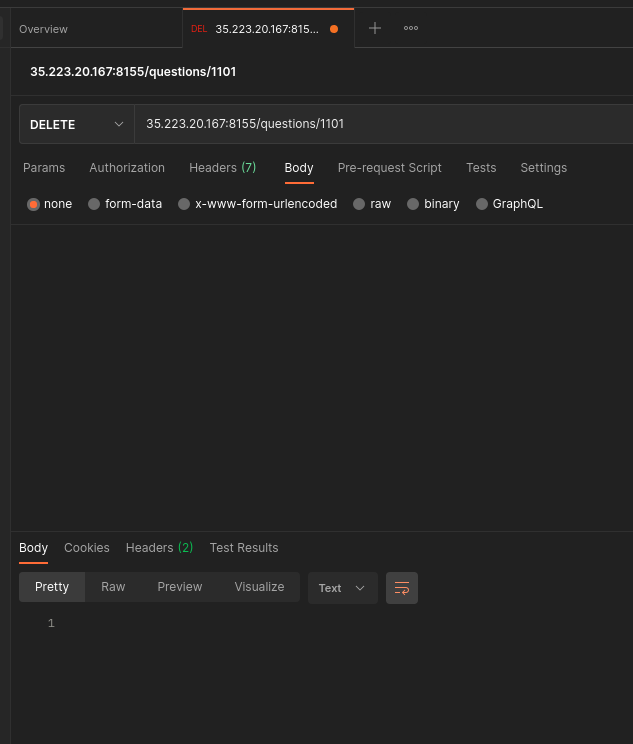 Overview
DEL 35.223.20.167:815...
35.223.20.167:8155/questions/1101
DELETE 35.223.20.167:8155/questions/1101
Params Authorization Headers (7) Body Pre-request Script Tests Settings
none form-data x-www-form-urlencoded raw binary GraphQL
Body Cookies Headers (2) Test Results
Pretty Raw Preview Visualize Text
1